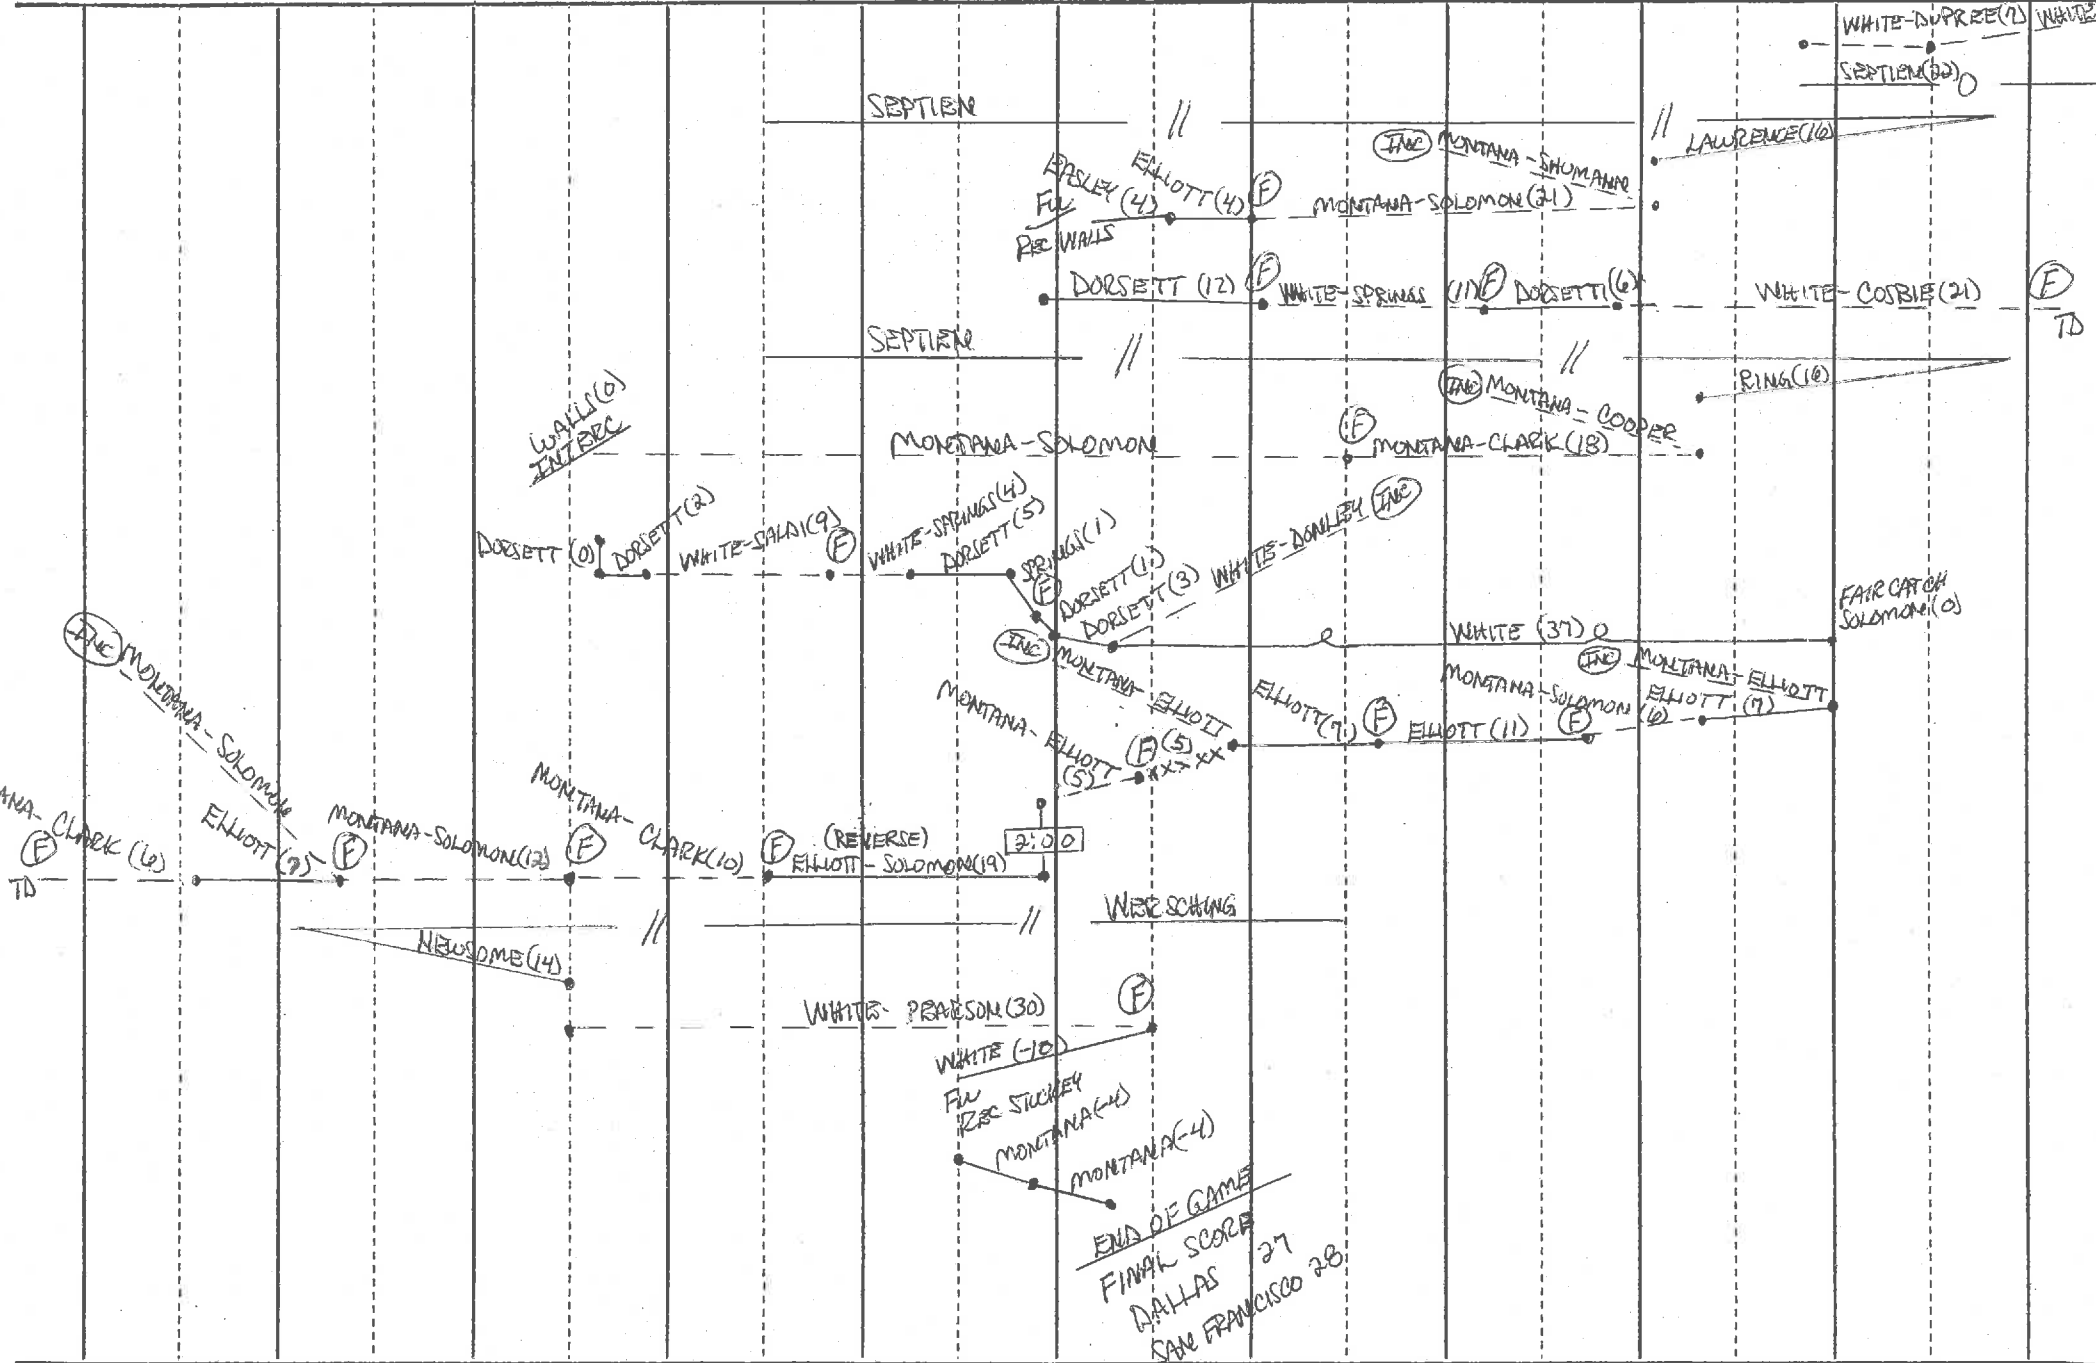 WHITE-DUPREE(7) WHITE
SEPTIEN(22)
SEPTIEN
LAWRENCE(16)
INC MONTANA-SHUMANN
EASLEY (4) ELLIOTT(4) F MONTANA-SOLOMON(21)
FU
REC WALLS
DORSETT (12) F WHITE-SPRINGS (11) F DORSETT(6) WHITE-COSBIE(21) F
TD
SEPTIEN
RING(16)
INC MONTANA-COOPER
WALLS(0)
INTERC
MONTANA-SOLOMON F MONTANA-CLARK(18)
DORSETT (0) DORSETT(2) WHITE-SALDI(9) F WHITE-SPRINGS(4) DORSETT(5) SPRINGS(1) F DORSETT(1) DORSETT(3) WHITE-DONLEY INC
WHITE (37)
FAIR CATCH
SOLOMON(0)
INC MONTANA-ELLIOTT
ELLIOTT (7)
MONTANA-SOLOMON(6)
F ELLIOTT (11)
F ELLIOTT(7)
INC MONTANA-ELLIOTT
(5) XXXXX
F MONTANA-ELLIOTT
(5)
2:00
(REVERSE)
ELLIOTT-SOLOMON(19)
F MONTANA-CLARK(10)
F MONTANA-SOLOMON(12)
F ELLIOTT(7)
INC MONTANA-SOLOMON
ANA-CLARK (6)
F
TD
WERSCHING
NEWSOME(14)
WHITE-PEARSON(30) F
WHITE (-10)
FU
REC STUCKEY
MONTANA(-4)
MONTANA(-4)
END OF GAME
FINAL SCORE
DALLAS 27
SAN FRANCISCO 28